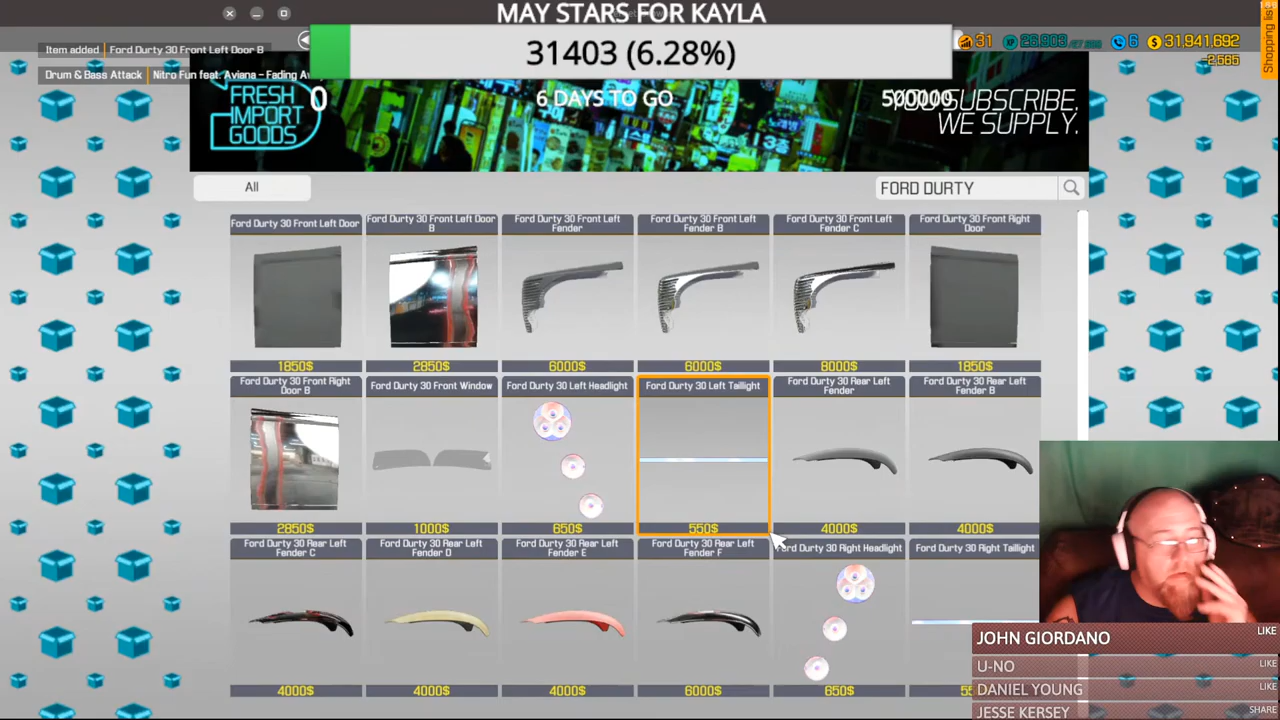 MAY STARS FOR KAYLA
31403 (6.28%)
0
6 DAYS TO GO
500000
Item added | Ford Durty 30 Front Left Door B
Drum & Bass Attack | Nitro Fun feat. Aviana - Fading A
31
26,903
6
31,941,692
-2,565
Shopping list
FRESH
IMPORT
GOODS
SUBSCRIBE.
WE SUPPLY.
All
FORD DURTY
Ford Durty 30 Front Left Door
1850$
Ford Durty 30 Front Left Door B
2850$
Ford Durty 30 Front Left Fender
6000$
Ford Durty 30 Front Left Fender B
6000$
Ford Durty 30 Front Left Fender C
8000$
Ford Durty 30 Front Right Door
1850$
Ford Durty 30 Front Right Door B
2850$
Ford Durty 30 Front Window
1000$
Ford Durty 30 Left Headlight
650$
Ford Durty 30 Left Taillight
550$
Ford Durty 30 Rear Left Fender
4000$
Ford Durty 30 Rear Left Fender B
4000$
Ford Durty 30 Rear Left Fender C
4000$
Ford Durty 30 Rear Left Fender D
4000$
Ford Durty 30 Rear Left Fender E
4000$
Ford Durty 30 Rear Left Fender F
6000$
Ford Durty 30 Right Headlight
650$
Ford Durty 30 Right Taillight
JOHN GIORDANO LIKE
U-NO LIKE
DANIEL YOUNG LIKE
JESSE KERSEY SHARE